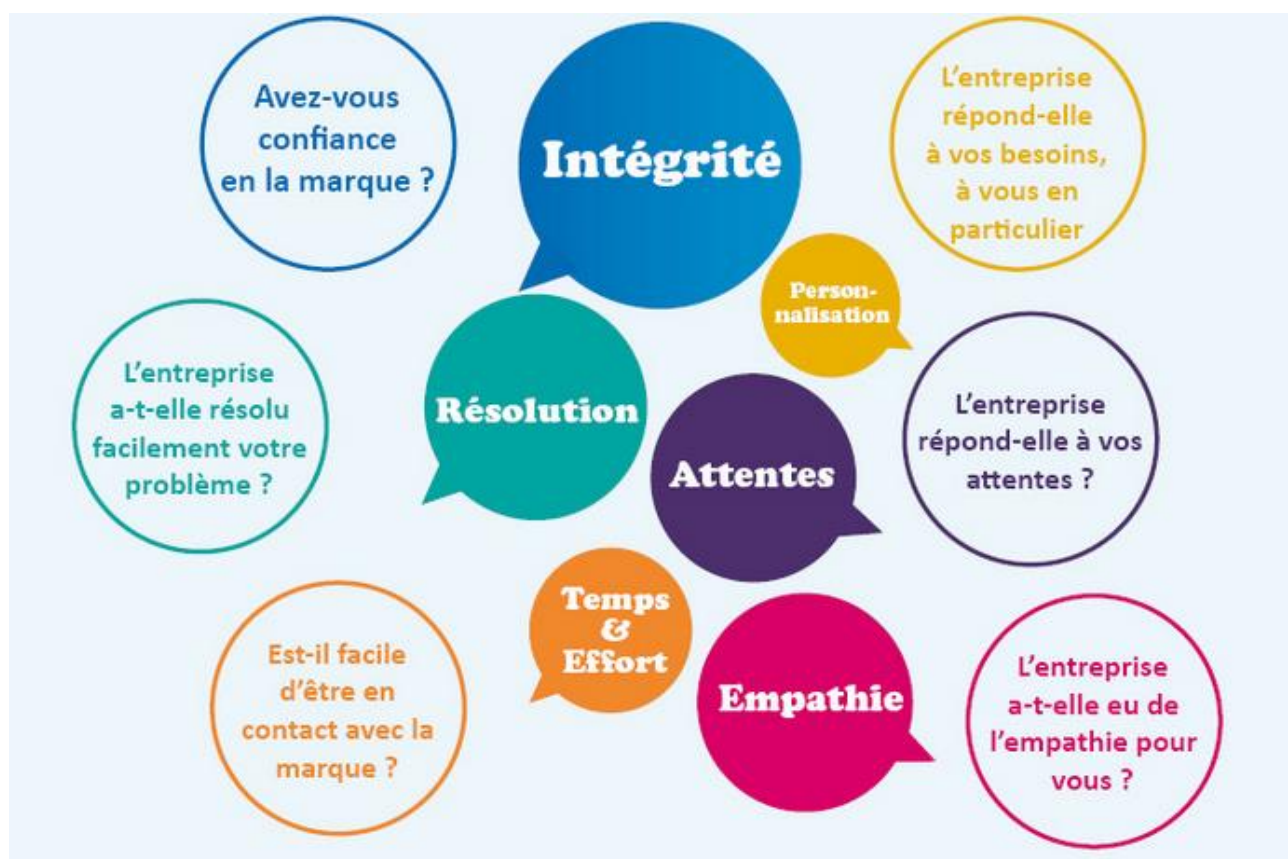 Avez-vous
confiance
en la marque ?
Intégrité
L'entreprise
répond-elle
à vos besoins,
à vous en
particulier
Person-
nalisation
L'entreprise
a-t-elle résolu
facilement votre
problème ?
Résolution
Attentes
L'entreprise
répond-elle à vos
attentes ?
Est-il facile
d'être en
contact avec la
marque ?
Temps
&
Effort
Empathie
L'entreprise
a-t-elle eu de
l'empathie pour
vous ?